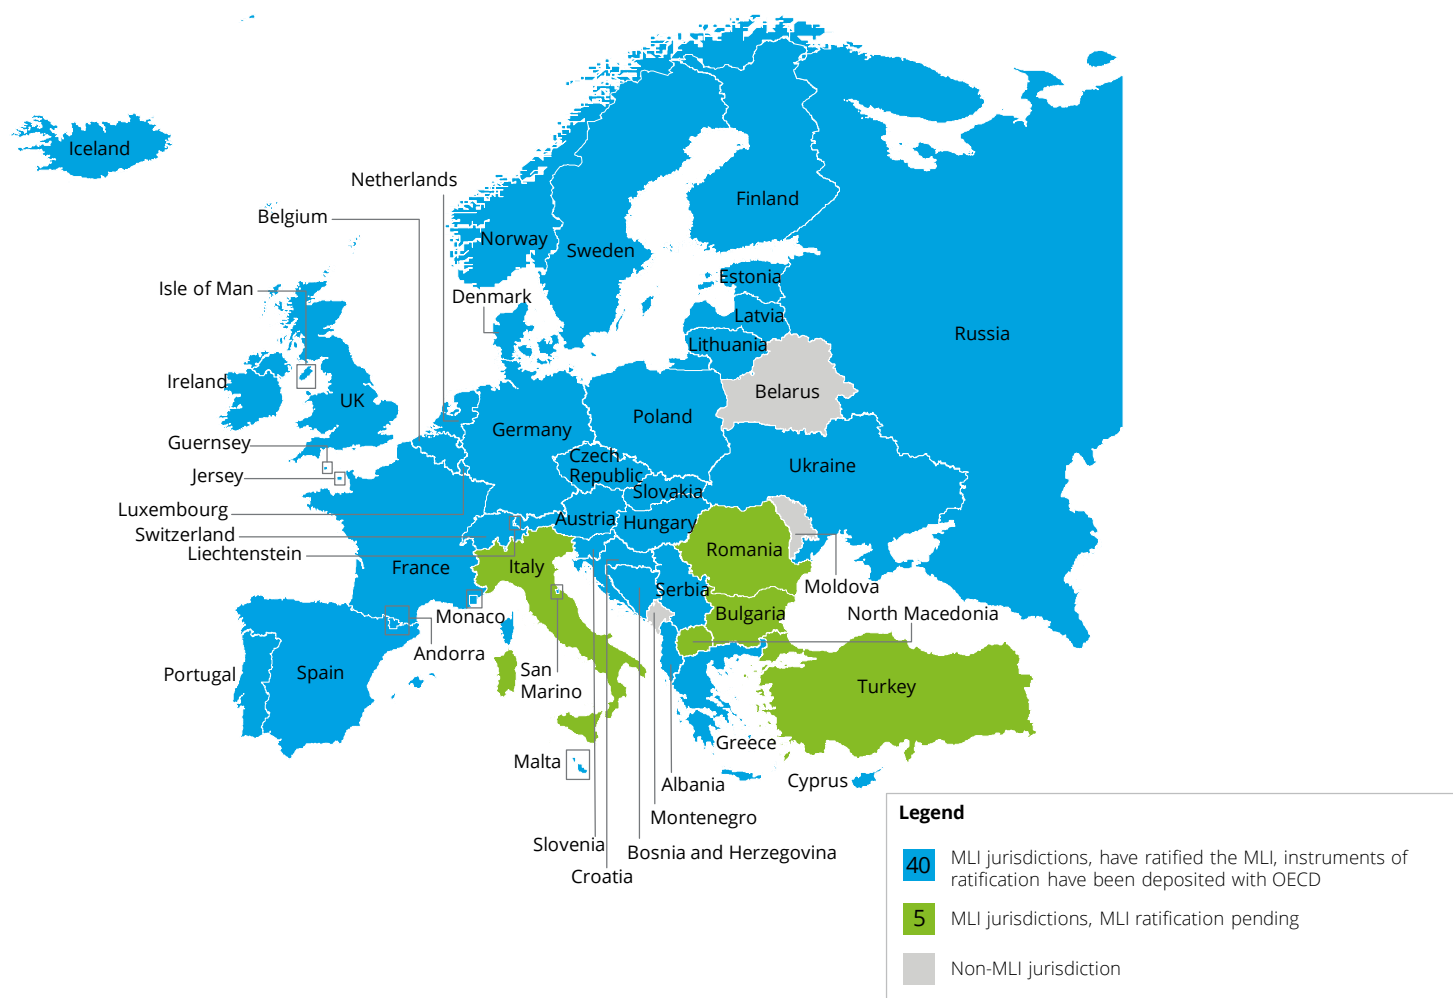 Iceland
Netherlands
Belgium
Finland
Norway
Sweden
Estonia
Isle of Man
Denmark
Latvia
Russia
Lithuania
Ireland
Belarus
UK
Poland
Germany
Guernsey
Czech
Republic
Ukraine
Jersey
Slovakia
Luxembourg
Austria
Hungary
Switzerland
Liechtenstein
Romania
France
Italy
Moldova
Serbia
Monaco
Bulgaria
North Macedonia
Andorra
Portugal
Spain
San
Marino
Turkey
Greece
Malta
Cyprus
Albania
Montenegro
Slovenia
Bosnia and Herzegovina
Croatia
Legend
40 MLI jurisdictions, have ratified the MLI, instruments of
ratification have been deposited with OECD
5 MLI jurisdictions, MLI ratification pending
Non-MLI jurisdiction